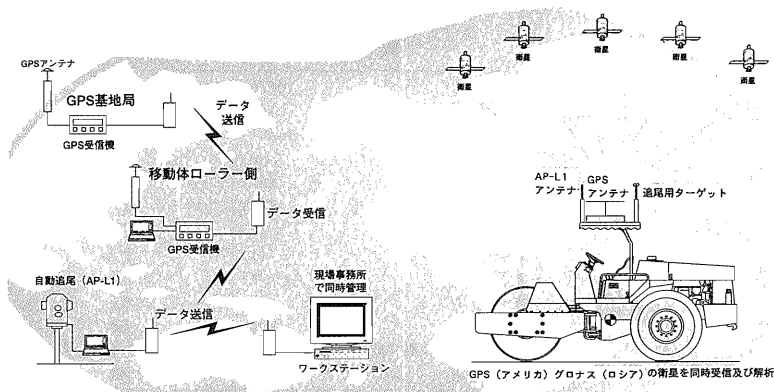 GPSアンテナ
GPS基地局
GPS受信機
データ
送信
衛星
衛星
衛星
衛星
衛星
移動体ローラー側
データ受信
GPS受信機
AP-L1
アンテナ
GPS
アンテナ
追尾用ターゲット
自動追尾(AP-L1)
データ送信
現場事務所
で同時管理
ワークステーション
GPS(アメリカ)グロナス(ロシア)の衛星を同時受信及び解析